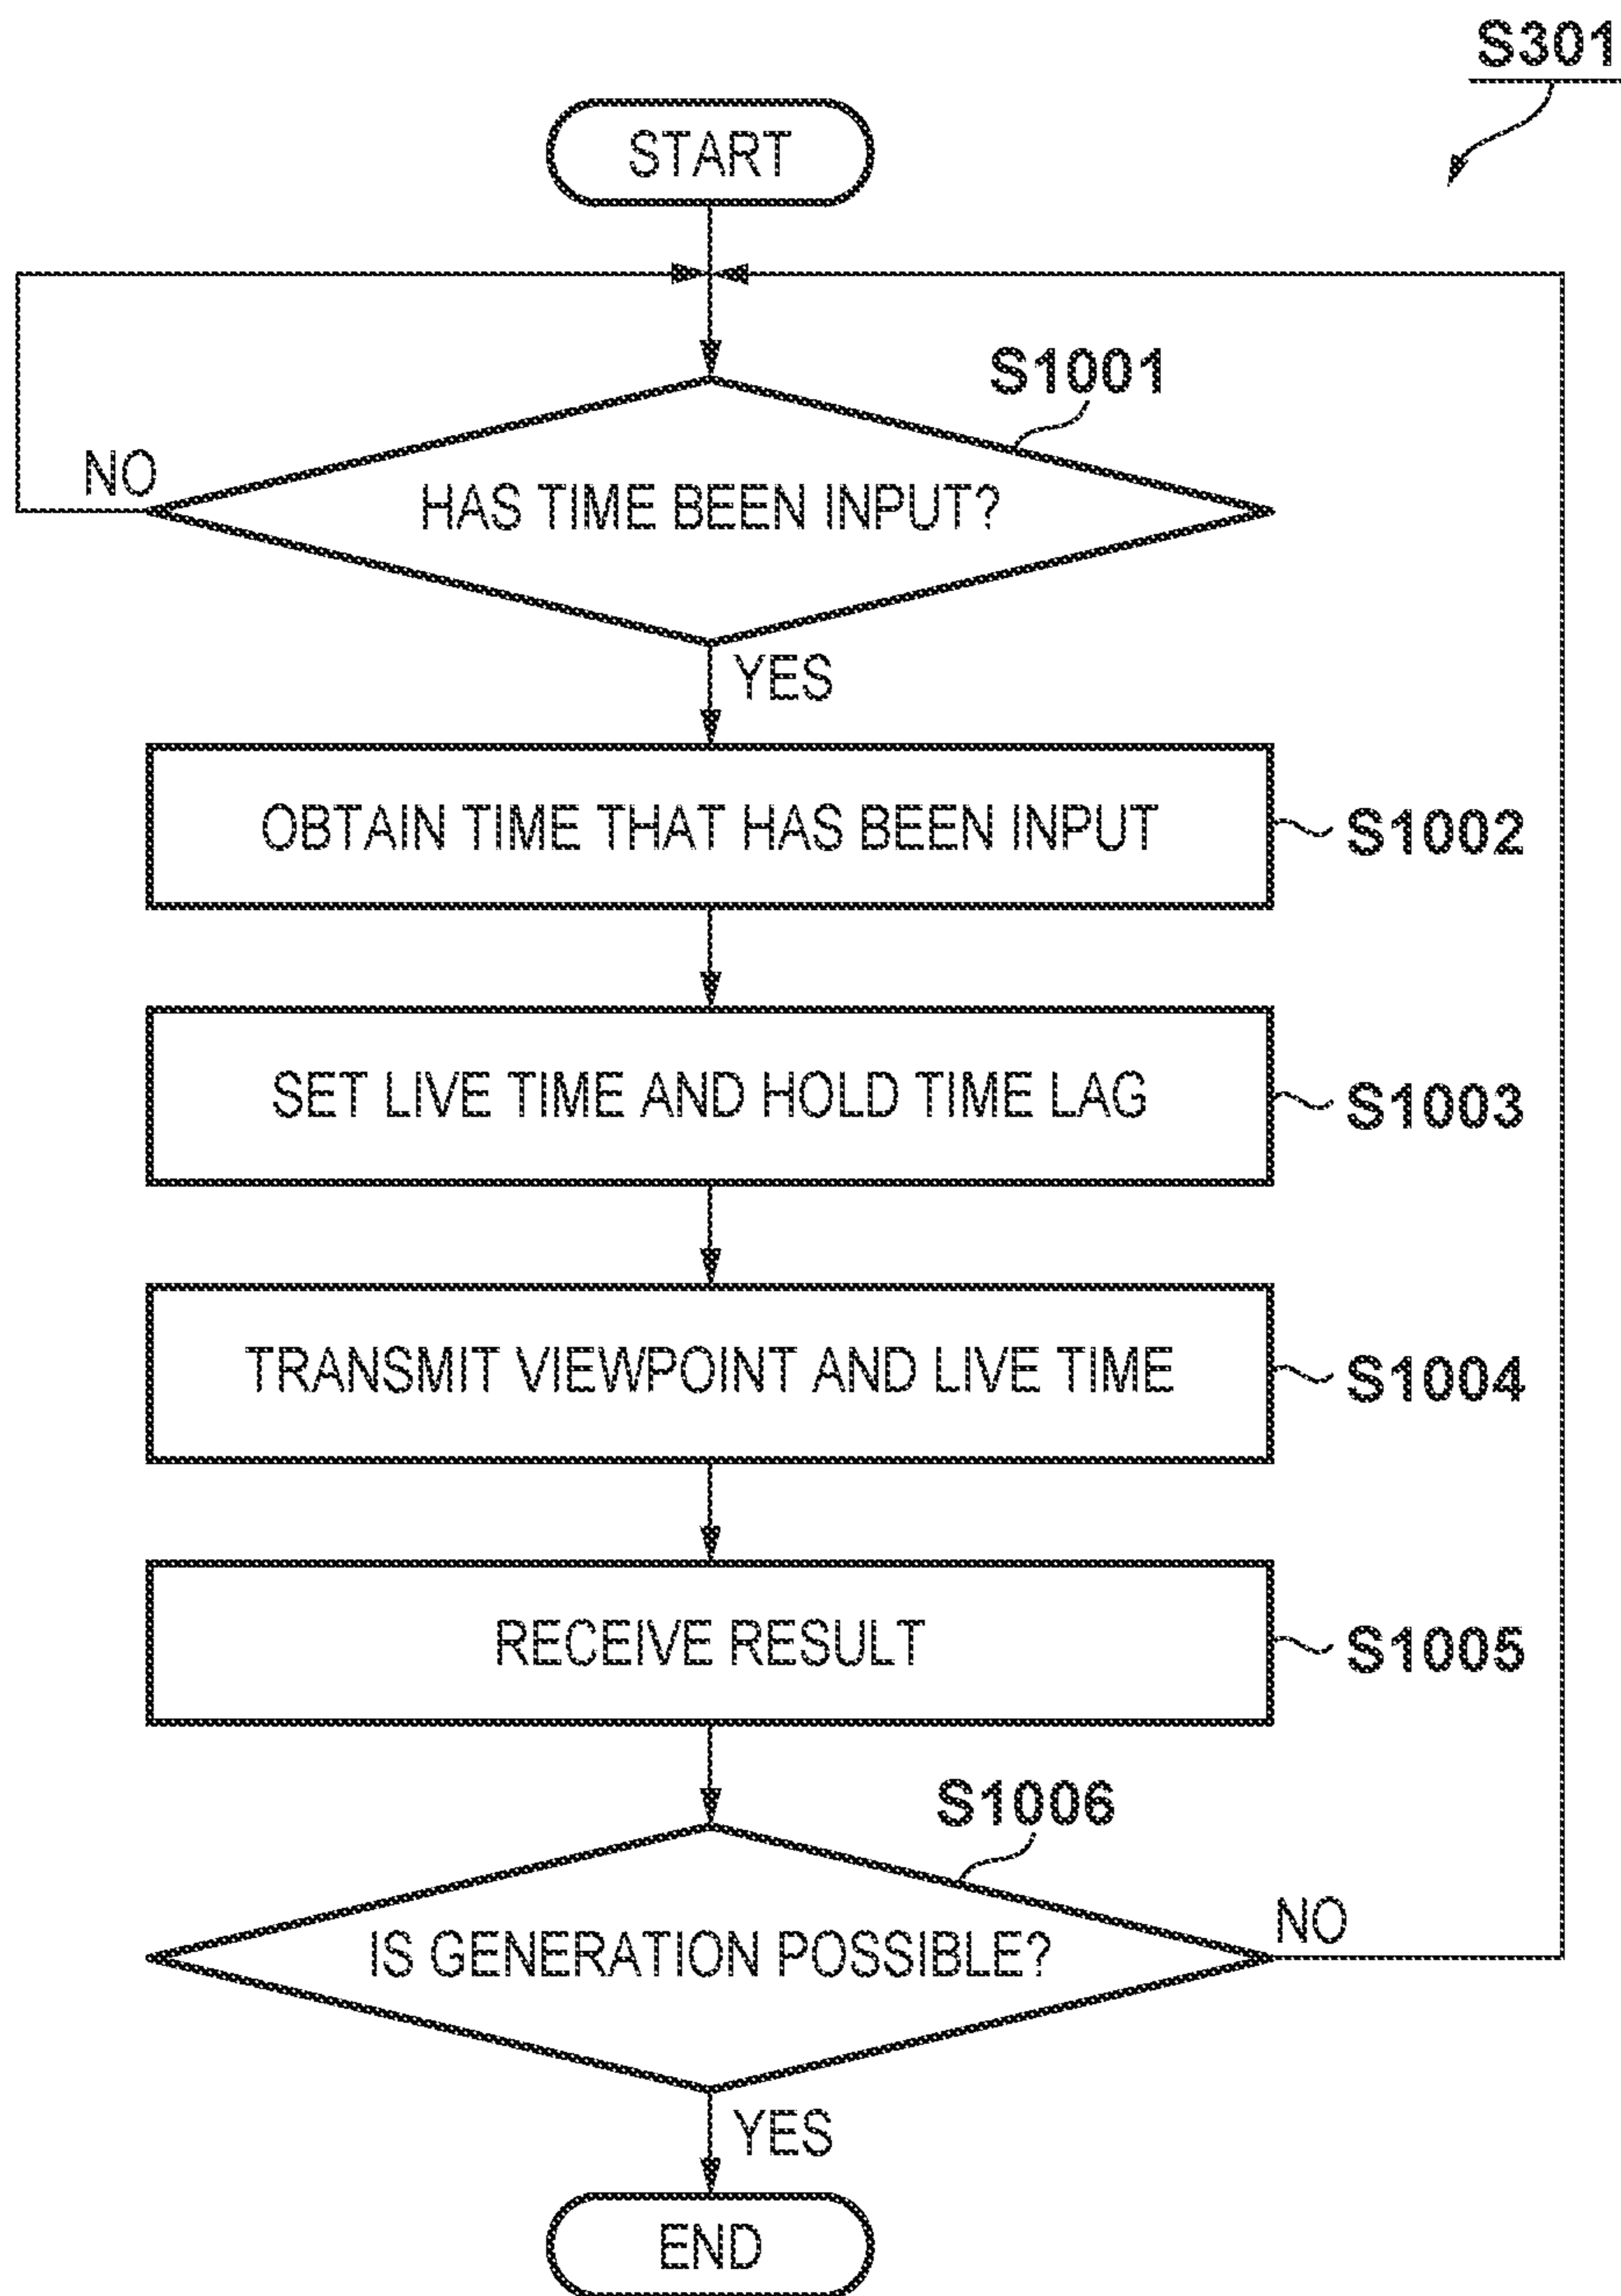 S301
START
S1001
NO
HAS TIME BEEN INPUT?
YES
OBTAIN TIME THAT HAS BEEN INPUT
S1002
SET LIVE TIME AND HOLD TIME LAG
S1003
TRANSMIT VIEWPOINT AND LIVE TIME
S1004
RECEIVE RESULT
S1005
S1006
IS GENERATION POSSIBLE?
NO
YES
END